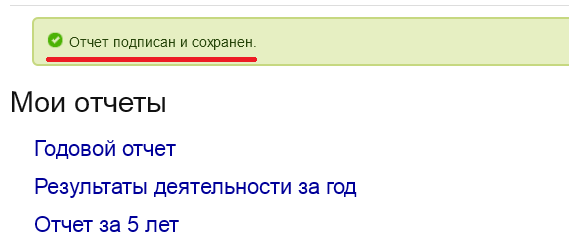 Отчет подписан и сохранен.
Мои отчеты
Годовой отчет
Результаты деятельности за год
Отчет за 5 лет